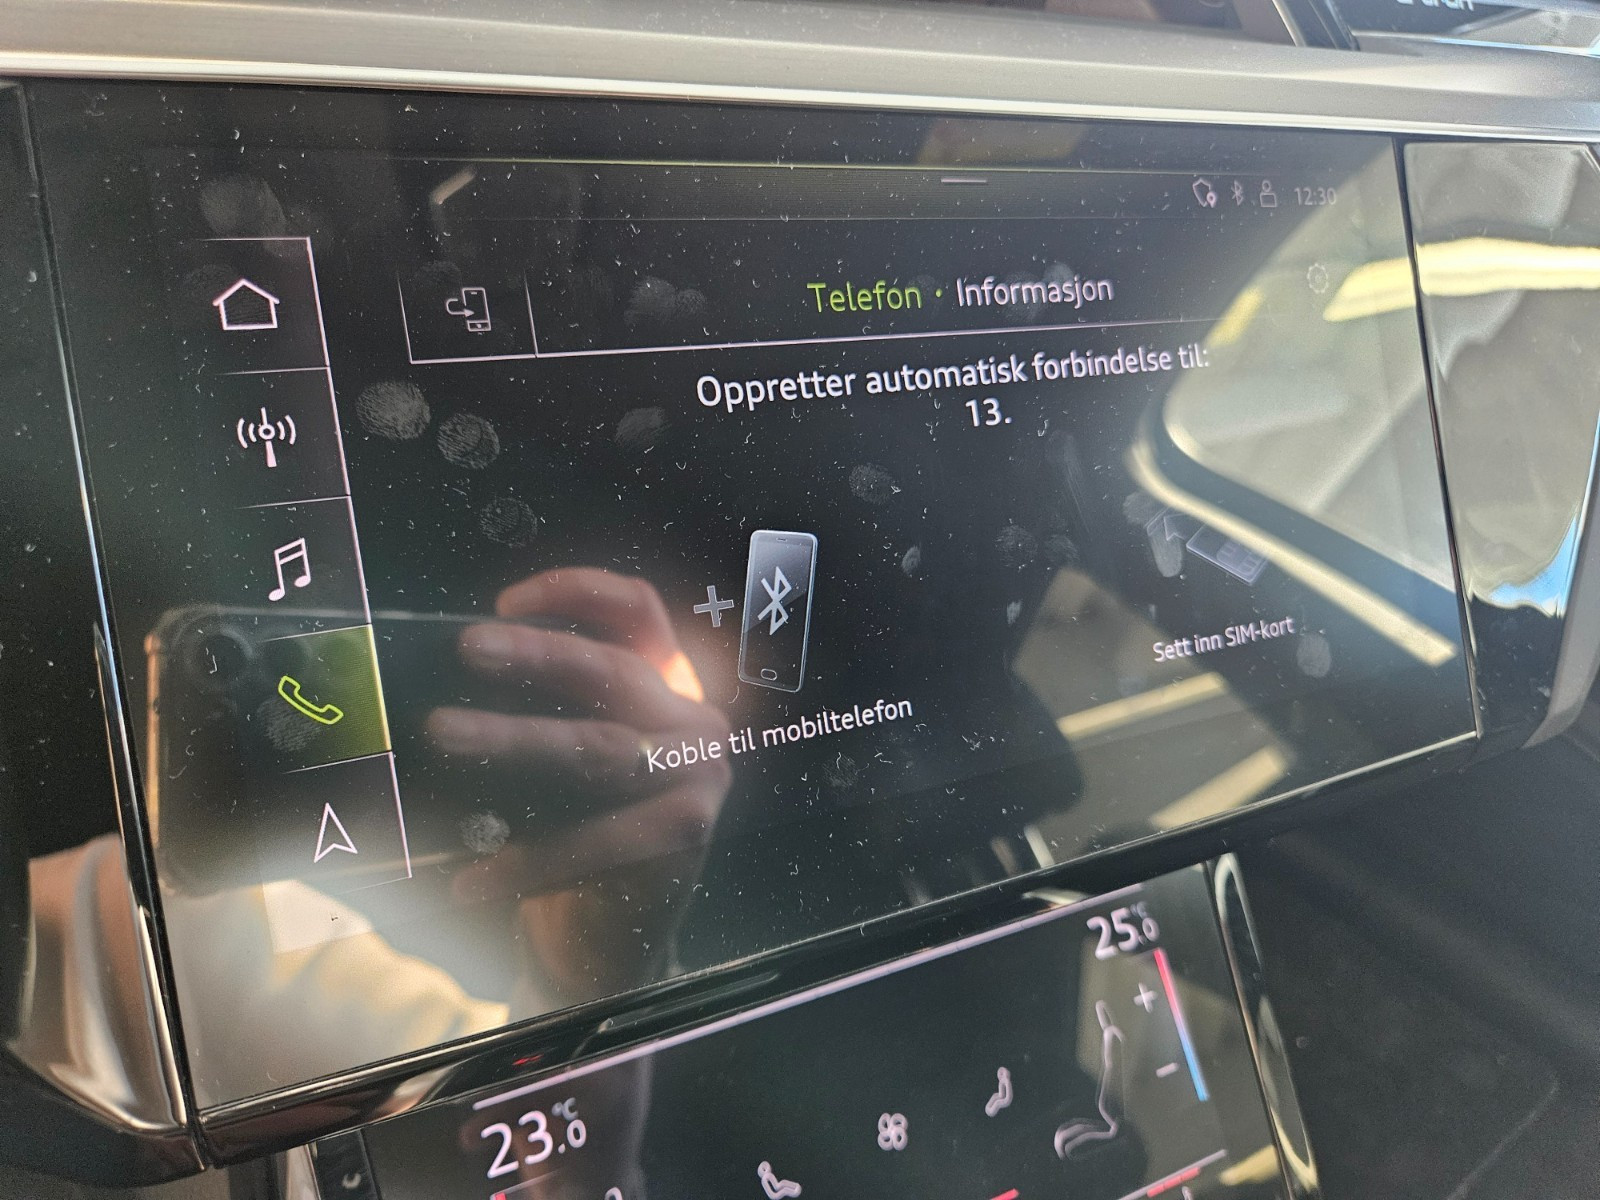 12:30
Telefon • Informasjon
Oppretter automatisk forbindelse til:
13.
Koble til mobiltelefon
Sett inn SIM-kort
25.0 °C
+
-
23.0 °C